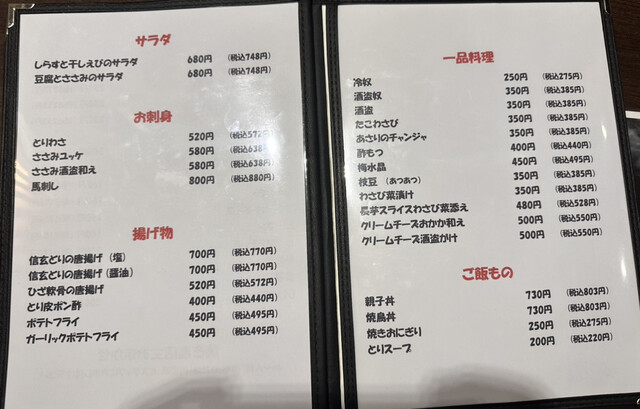 サラダ
しらすと干しえびのサラダ 680円 (税込748円)
豆腐とささみのサラダ 680円 (税込748円)
お刺身
とりわさ 520円 (税込572円)
ささみユッケ 580円 (税込638円)
ささみ酒盗和え 580円 (税込638円)
馬刺し 800円 (税込880円)
揚げ物
信玄どりの唐揚げ (塩) 700円 (税込770円)
信玄どりの唐揚げ (醤油) 700円 (税込770円)
ひざ軟骨の唐揚げ 520円 (税込572円)
とり皮ポン酢 400円 (税込440円)
ポテトフライ 450円 (税込495円)
ガーリックポテトフライ 450円 (税込495円)
一品料理
冷奴 250円 (税込275円)
酒盗奴 350円 (税込385円)
酒盗 350円 (税込385円)
たこわさび 350円 (税込385円)
あさりのチャンジャ 350円 (税込385円)
酢もつ 400円 (税込440円)
梅水晶 450円 (税込495円)
枝豆 (あつあつ) 350円 (税込385円)
わさび菜漬け 350円 (税込385円)
長芋スライスわさび菜添え 480円 (税込528円)
クリームチーズおかか和え 500円 (税込550円)
クリームチーズ酒盗がけ 500円 (税込550円)
ご飯もの
親子丼 730円 (税込803円)
焼鳥丼 730円 (税込803円)
焼きおにぎり 250円 (税込275円)
とりスープ 200円 (税込220円)